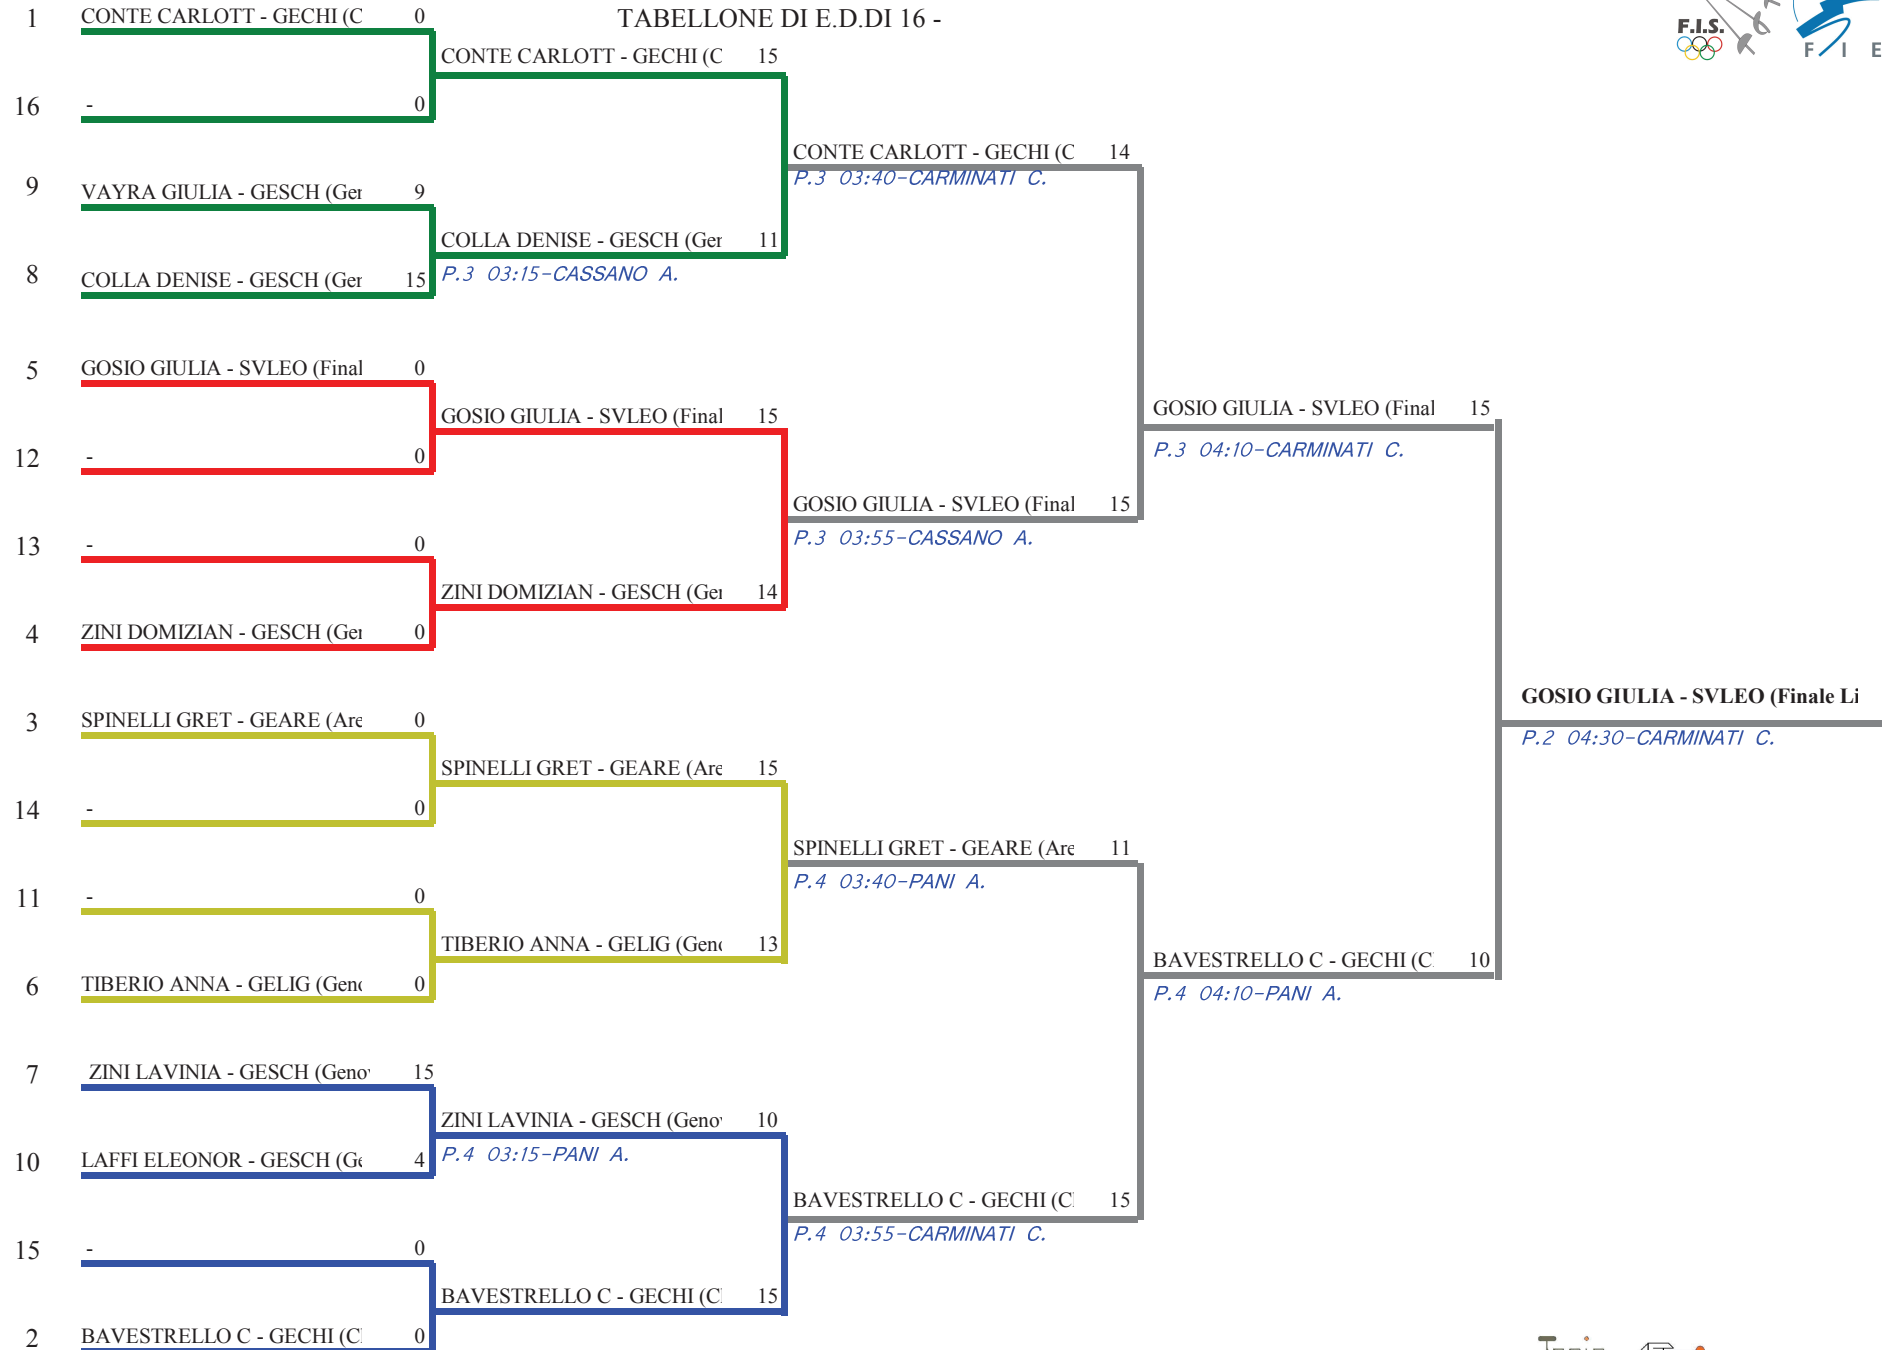 TABELLONE DI E.D.DI 16 -
F.I.S.
F I E
1 CONTE CARLOTT - GECHI (C 0
CONTE CARLOTT - GECHI (C 15
16 - 0
CONTE CARLOTT - GECHI (C 14
P.3 03:40-CARMINATI C.
9 VAYRA GIULIA - GESCH (Ger 9
COLLA DENISE - GESCH (Ger 11
P.3 03:15-CASSANO A.
8 COLLA DENISE - GESCH (Ger 15
5 GOSIO GIULIA - SVLEO (Final 0
GOSIO GIULIA - SVLEO (Final 15
GOSIO GIULIA - SVLEO (Final 15
P.3 04:10-CARMINATI C.
12 - 0
GOSIO GIULIA - SVLEO (Final 15
P.3 03:55-CASSANO A.
13 - 0
ZINI DOMIZIAN - GESCH (Ger 14
4 ZINI DOMIZIAN - GESCH (Ger 0
GOSIO GIULIA - SVLEO (Finale Li
P.2 04:30-CARMINATI C.
3 SPINELLI GRET - GEARE (Are 0
SPINELLI GRET - GEARE (Are 15
14 - 0
SPINELLI GRET - GEARE (Are 11
P.4 03:40-PANI A.
11 - 0
TIBERIO ANNA - GELIG (Geno 13
BAVESTRELLO C - GECHI (C 10
P.4 04:10-PANI A.
6 TIBERIO ANNA - GELIG (Geno 0
7 ZINI LAVINIA - GESCH (Geno 15
ZINI LAVINIA - GESCH (Geno 10
P.4 03:15-PANI A.
10 LAFFI ELEONOR - GESCH (Ge 4
BAVESTRELLO C - GECHI (C 15
P.4 03:55-CARMINATI C.
15 - 0
BAVESTRELLO C - GECHI (C 15
2 BAVESTRELLO C - GECHI (C 0